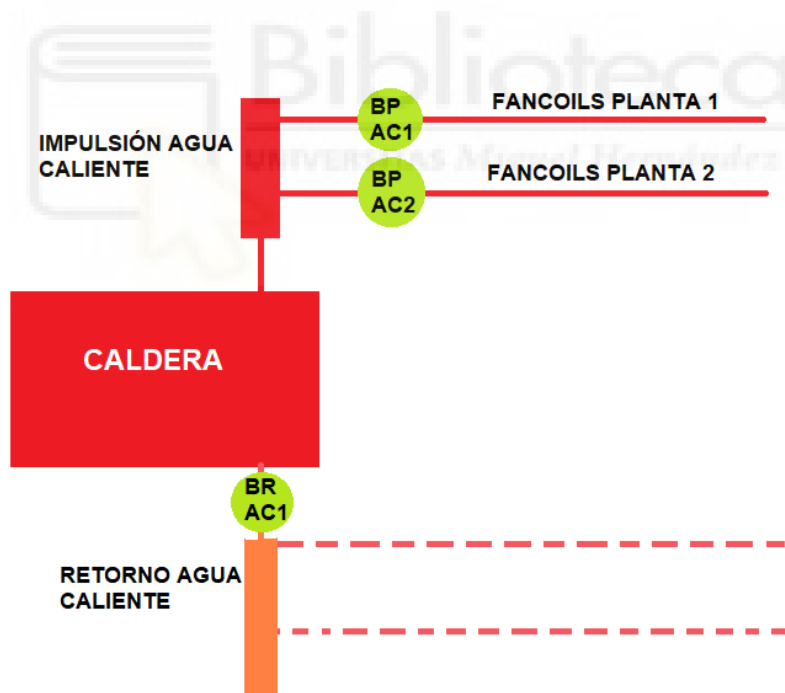 Biblioteca
UNIVERSITAS Miguel Hernández
BP
AC1
FANCOILS PLANTA 1
IMPULSIÓN AGUA
CALIENTE
BP
AC2
FANCOILS PLANTA 2
CALDERA
BR
AC1
RETORNO AGUA
CALIENTE